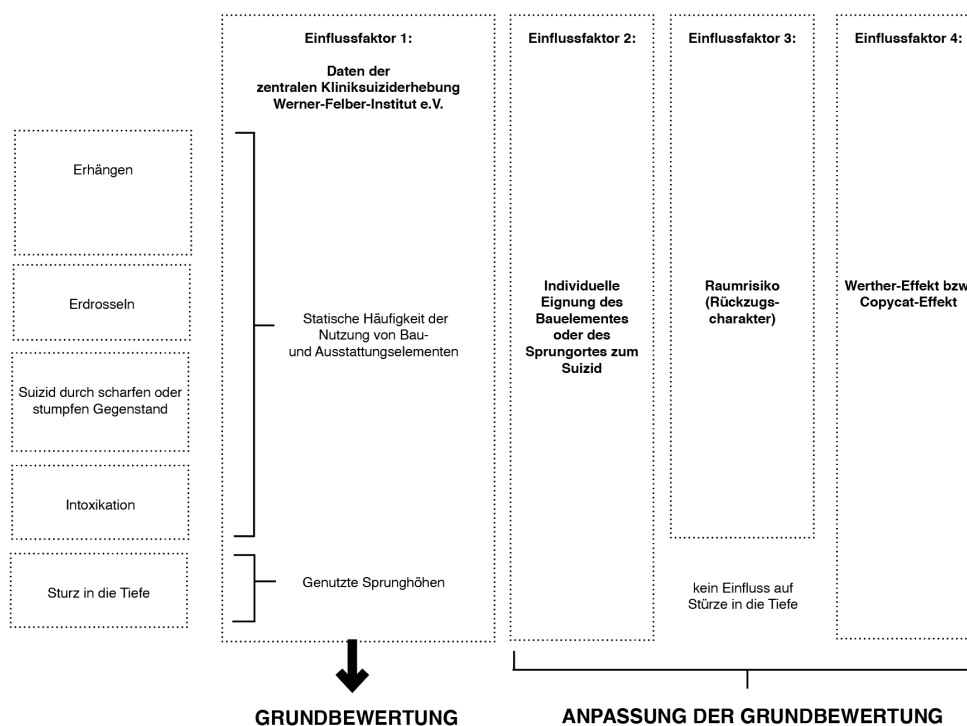 Einflussfaktor 1:
Daten der
zentralen Kliniksuiziderhebung
Werner-Felber-Institut e.V.
Einflussfaktor 2:
Einflussfaktor 3:
Einflussfaktor 4:
Erhängen
Erdrosseln
Suizid durch scharfen oder
stumpfen Gegenstand
Intoxikation
Sturz in die Tiefe
Statische Häufigkeit der
Nutzung von Bau-
und Ausstattungselementen
Genutzte Sprunghöhen
Individuelle
Eignung des
Bauelementes
oder des
Sprungortes zum
Suizid
Raumrisiko
(Rückzugs-
charakter)
kein Einfluss auf
Stürze in die Tiefe
Werther-Effekt bzw
Copycat-Effekt
GRUNDBEWERTUNG
ANPASSUNG DER GRUNDBEWERTUNG